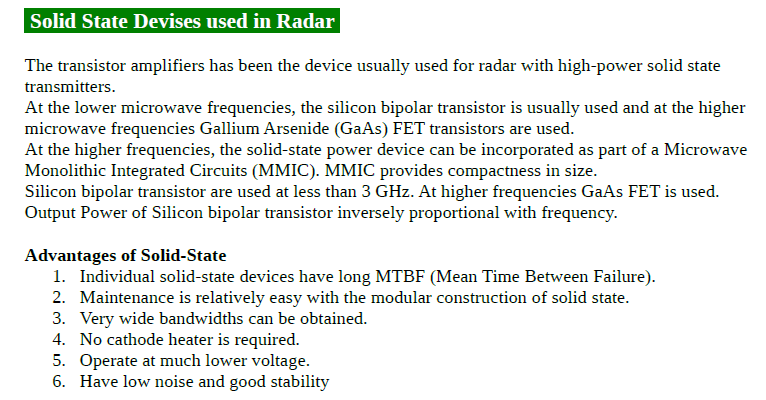 Solid State Devises used in Radar
The transistor amplifiers has been the device usually used for radar with high-power solid state
transmitters.
At the lower microwave frequencies, the silicon bipolar transistor is usually used and at the higher
microwave frequencies Gallium Arsenide (GaAs) FET transistors are used.
At the higher frequencies, the solid-state power device can be incorporated as part of a Microwave
Monolithic Integrated Circuits (MMIC). MMIC provides compactness in size.
Silicon bipolar transistor are used at less than 3 GHz. At higher frequencies GaAs FET is used.
Output Power of Silicon bipolar transistor inversely proportional with frequency.
Advantages of Solid-State
1. Individual solid-state devices have long MTBF (Mean Time Between Failure).
2. Maintenance is relatively easy with the modular construction of solid state.
3. Very wide bandwidths can be obtained.
4. No cathode heater is required.
5. Operate at much lower voltage.
6. Have low noise and good stability